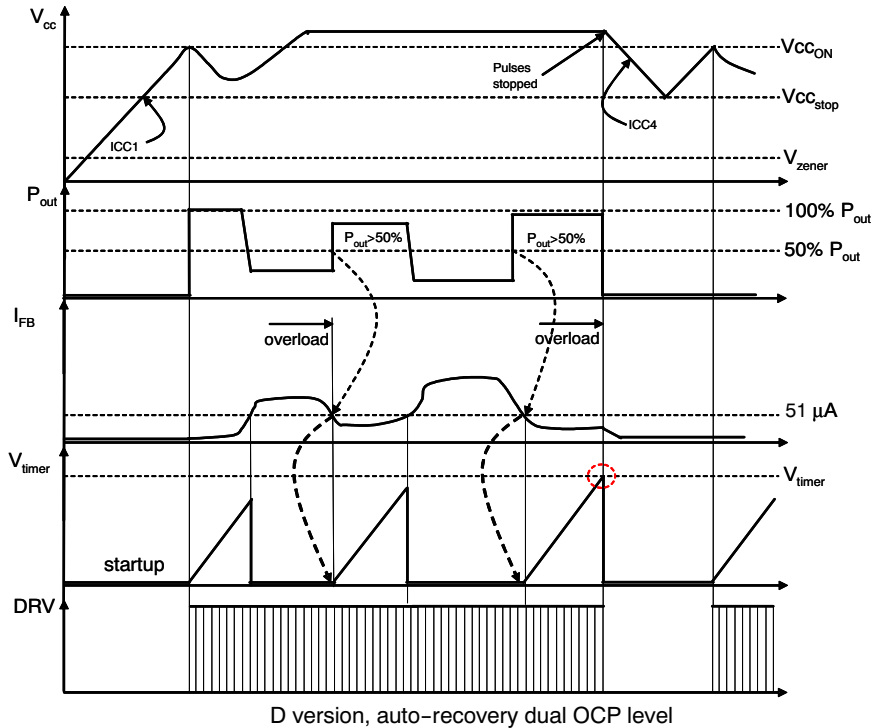 Vcc
VccON
Pulses
stopped
Vccstop
ICC1
ICC4
Vzener
Pout
100% Pout
Pout>50%
Pout>50%
50% Pout
IFB
overload
overload
51 μA
Vtimer
Vtimer
startup
DRV
D version, auto-recovery dual OCP level